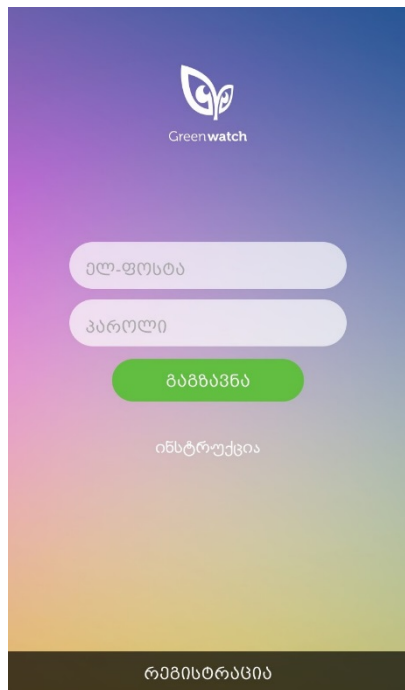 Greenwatch
ელ-ფოსტა
პაროლი
გაგზავნა
ინსტრუქცია
რეგისტრაცია